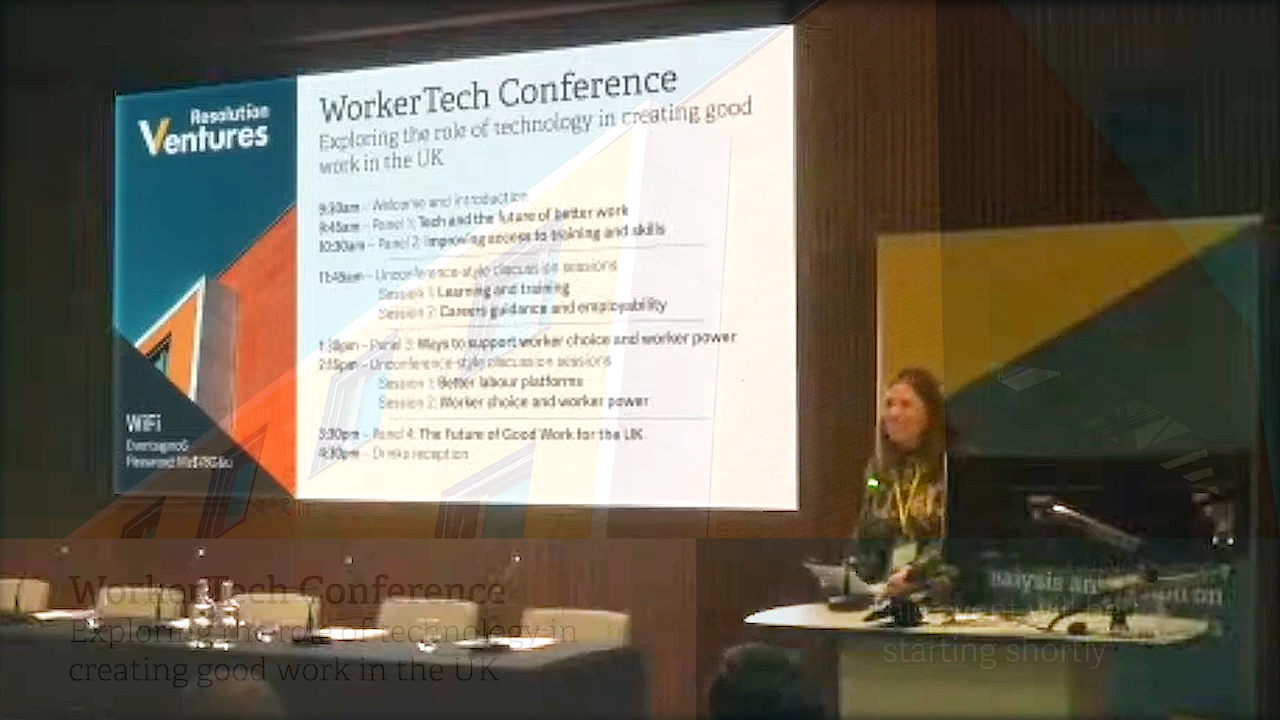 Resolution
Ventures
WorkerTech Conference
Exploring the role of technology in creating good
work in the UK
9:30am – Welcome and introduction
9:45am – Panel 1: Tech and the future of better work
10:30am – Panel 2: Improving access to training and skills
11:45am – Unconference-style discussion sessions
Session 1: Learning and training
Session 2: Careers guidance and employability
1:30pm – Panel 3: Ways to support worker choice and worker power
2:15pm – Unconference-style discussion sessions
Session 1: Better labour platforms
Session 2: Worker choice and worker power
3:30pm – Panel 4: The Future of Good Work for the UK
4:30pm – Drinks reception
WiFi
WorkerTech Conference
Exploring the role of technology in
creating good work in the UK
starting shortly